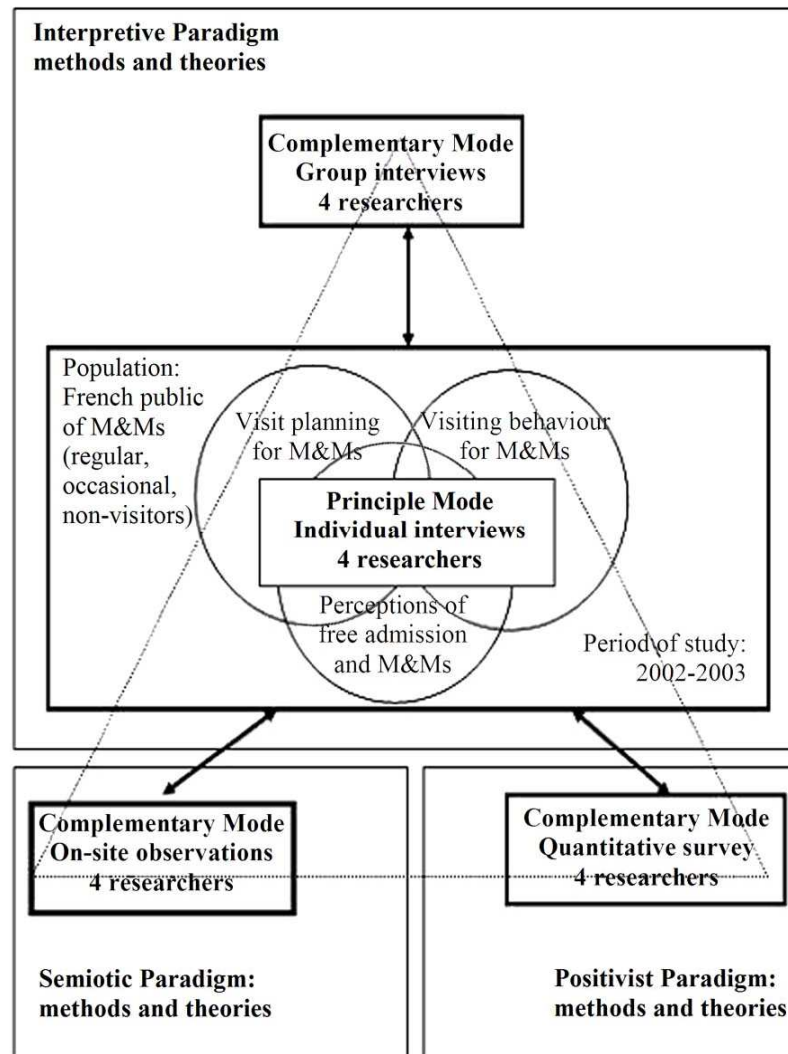 Interpretive Paradigm
methods and theories
Complementary Mode
Group interviews
4 researchers
Population:
French public
of M&Ms
(regular,
occasional,
non-visitors)
Visit planning
for M&Ms
Visiting behaviour
for M&Ms
Principle Mode
Individual interviews
4 researchers
Perceptions of
free admission
and M&Ms
Period of study:
2002-2003
Complementary Mode
On-site observations
4 researchers
Complementary Mode
Quantitative survey
4 researchers
Semiotic Paradigm:
methods and theories
Positivist Paradigm:
methods and theories